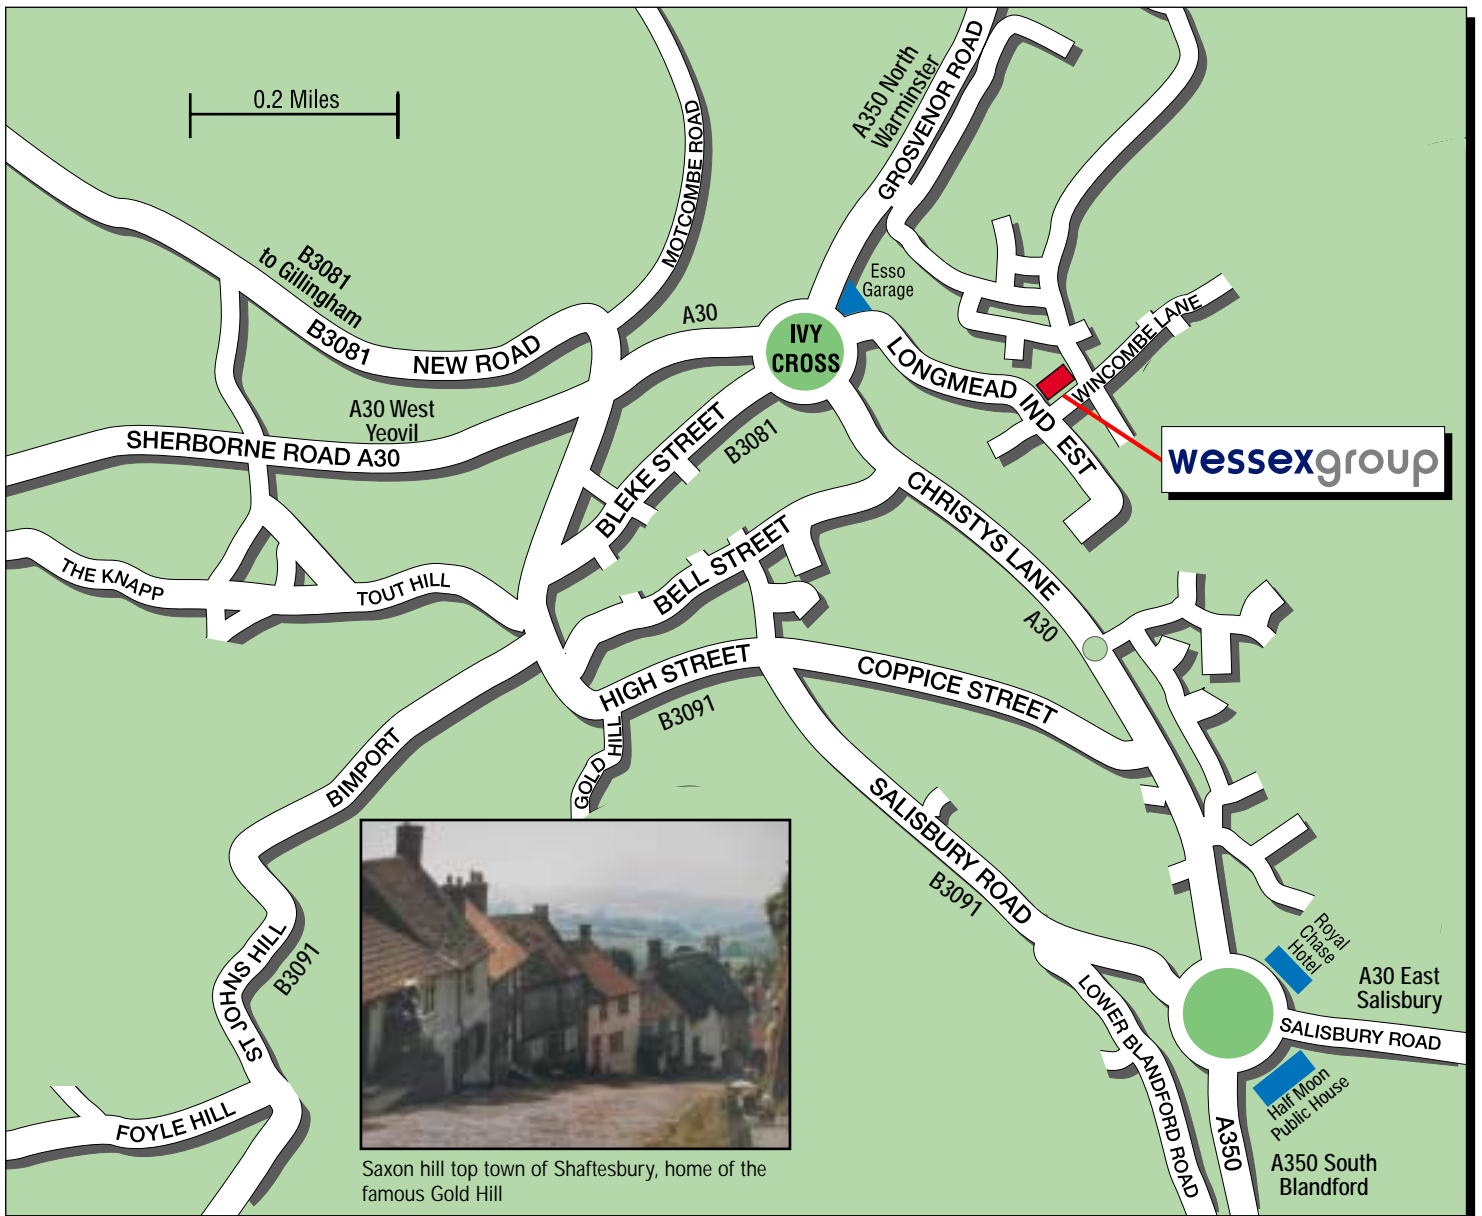 0.2 Miles
A350 North
Warminster
GROSVENOR ROAD
MOTCOMBE ROAD
B3081
to Gillingham
B3081
NEW ROAD
A30
Esso
Garage
IVY
CROSS
LONGMEAD IND EST
WINCOMBE LANE
wessexgroup
A30 West
Yeovil
SHERBORNE ROAD A30
BLEKE STREET
B3081
CHRISTYS LANE
A30
BELL STREET
THE KNAPP
TOUT HILL
HIGH STREET
B3091
COPPICE STREET
GOLD HILL
BIMPORT
SALISBURY ROAD
B3091
ST JOHNS HILL
B3091
FOYLE HILL
Royal
Chase
Hotel
A30 East
Salisbury
SALISBURY ROAD
LOWER BLANDFORD ROAD
Half Moon
Public House
A350
A350 South
Blandford
Saxon hill top town of Shaftesbury, home of the
famous Gold Hill